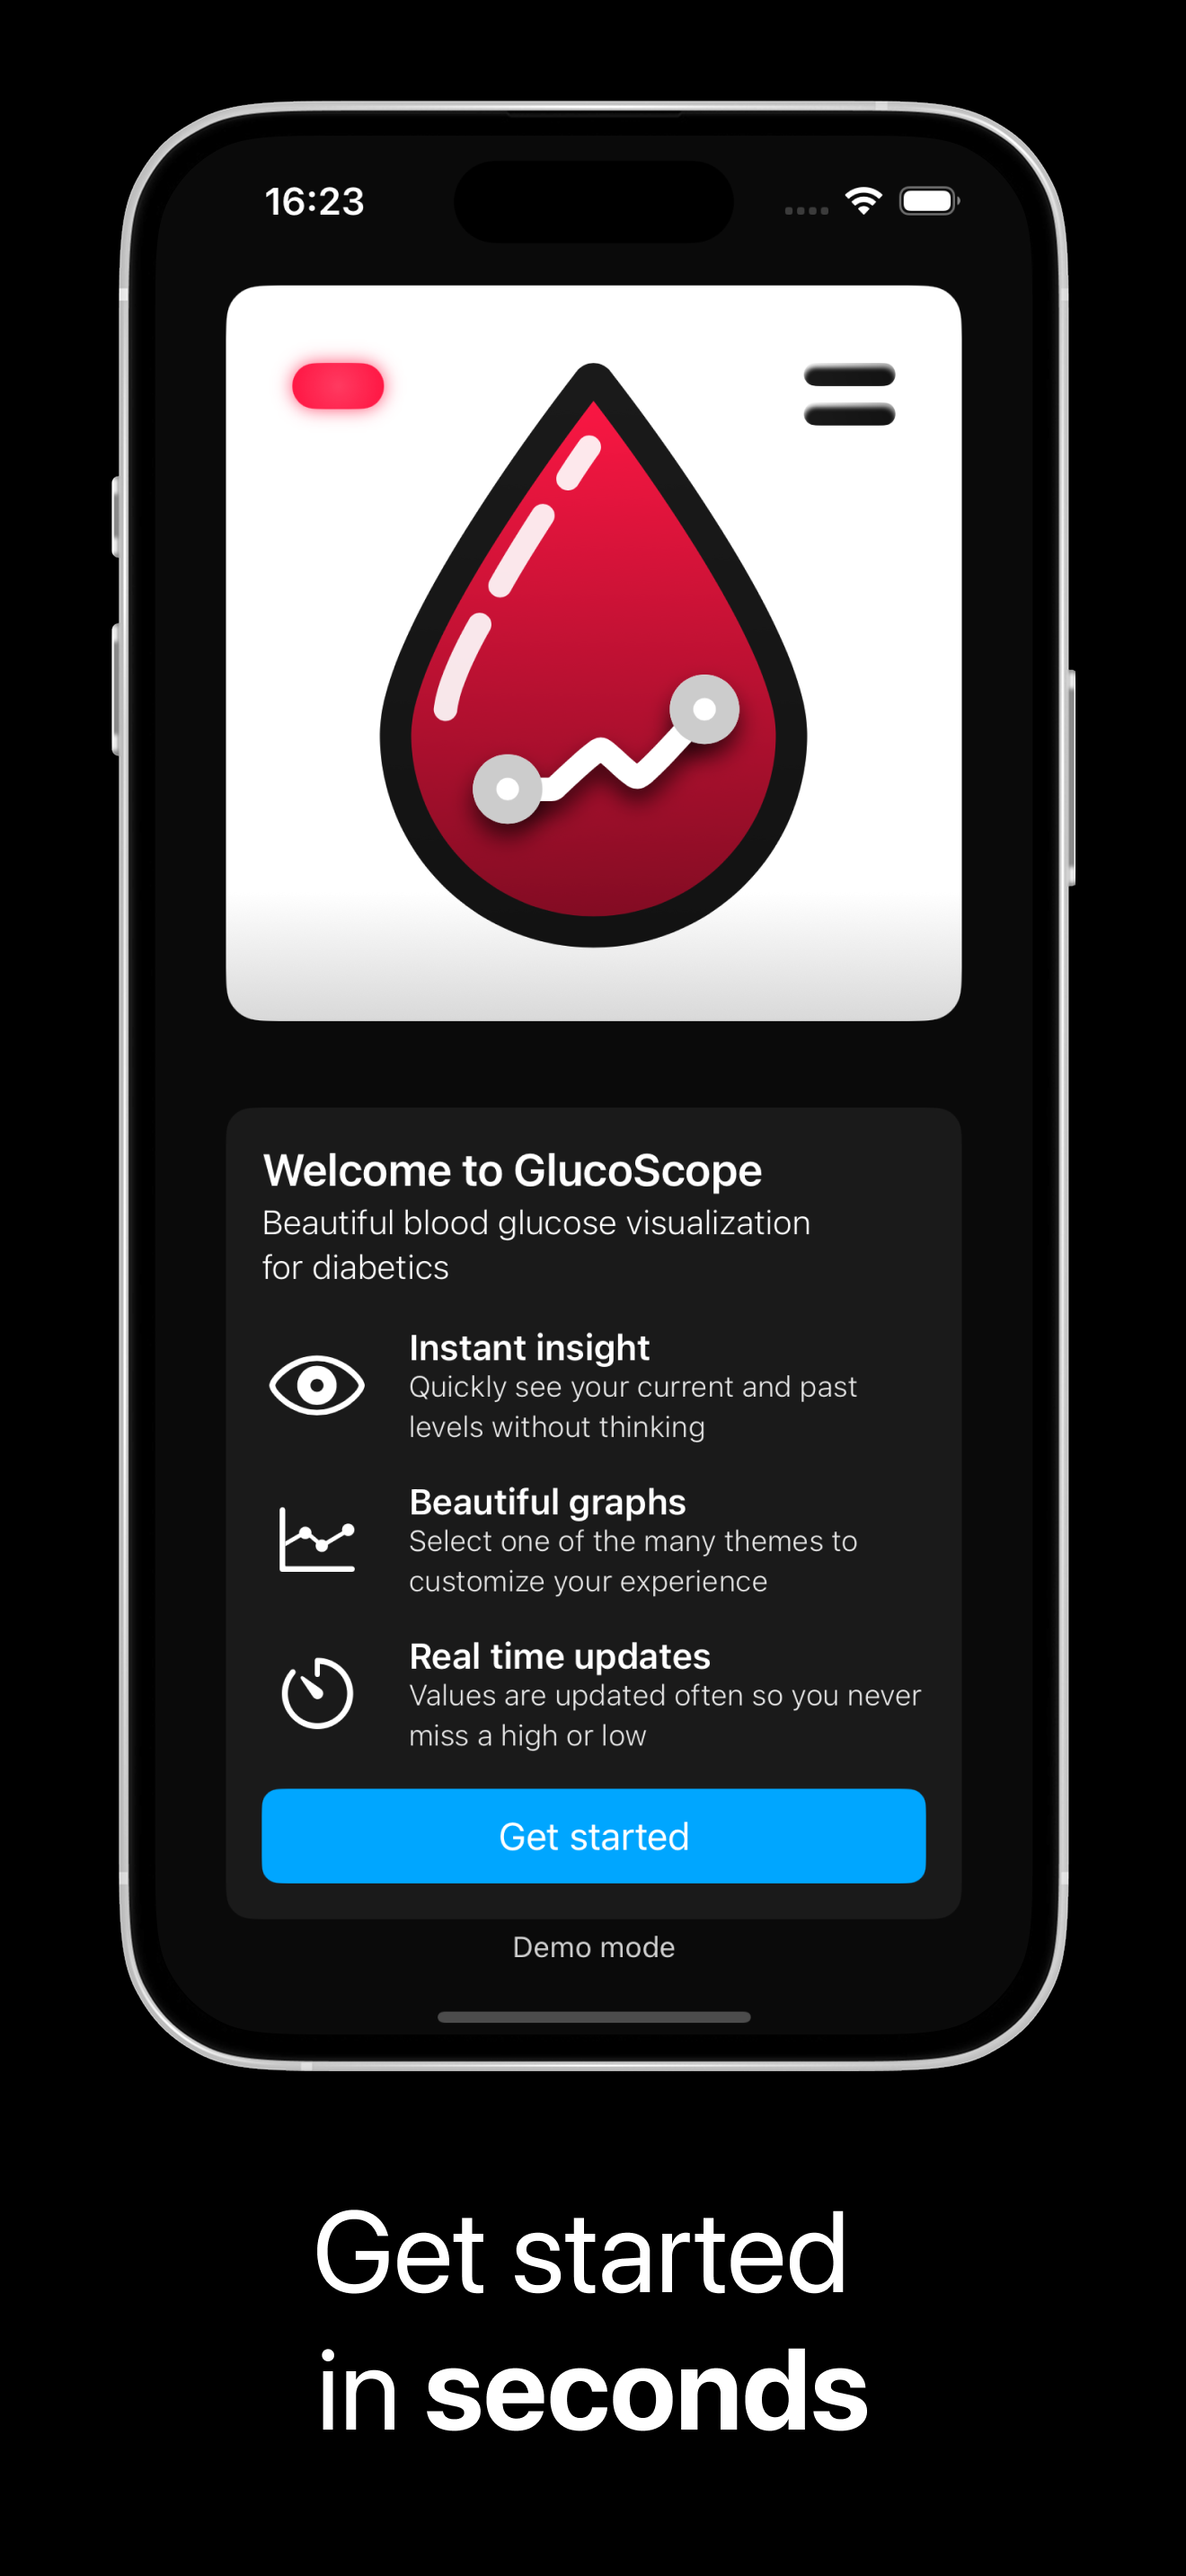 16:23
Welcome to GlucoScope
Beautiful blood glucose visualization
for diabetics
Instant insight
Quickly see your current and past
levels without thinking
Beautiful graphs
Select one of the many themes to
customize your experience
Real time updates
Values are updated often so you never
miss a high or low
Get started
Demo mode
Get started
in seconds